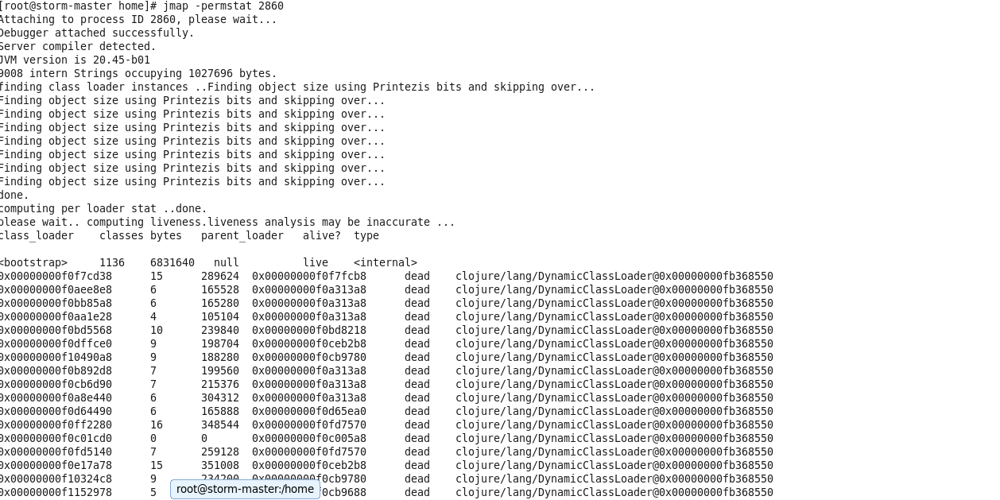 [root@storm-master home]# jmap -permstat 2860
Attaching to process ID 2860, please wait...
Debugger attached successfully.
Server compiler detected.
JVM version is 20.45-b01
9008 intern Strings occupying 1027696 bytes.
finding class loader instances ..Finding object size using Printezis bits and skipping over...
Finding object size using Printezis bits and skipping over...
Finding object size using Printezis bits and skipping over...
Finding object size using Printezis bits and skipping over...
Finding object size using Printezis bits and skipping over...
Finding object size using Printezis bits and skipping over...
Finding object size using Printezis bits and skipping over...
Finding object size using Printezis bits and skipping over...
done.
computing per loader stat ..done.
please wait.. computing liveness.liveness analysis may be inaccurate ...
class_loader classes bytes parent_loader alive? type
<bootstrap> 1136 6831640 null live <internal>
0x00000000f0f7cd38 15 289624 0x00000000f0f7fcb8 dead clojure/lang/DynamicClassLoader@0x00000000fb368550
0x00000000f0aee8e8 6 165528 0x00000000f0a313a8 dead clojure/lang/DynamicClassLoader@0x00000000fb368550
0x00000000f0bb85a8 6 165280 0x00000000f0a313a8 dead clojure/lang/DynamicClassLoader@0x00000000fb368550
0x00000000f0aa1e28 4 105104 0x00000000f0a313a8 dead clojure/lang/DynamicClassLoader@0x00000000fb368550
0x00000000f0bd5568 10 239840 0x00000000f0bd8218 dead clojure/lang/DynamicClassLoader@0x00000000fb368550
0x00000000f0dffce0 9 198704 0x00000000f0ceb2b8 dead clojure/lang/DynamicClassLoader@0x00000000fb368550
0x00000000f10490a8 9 188280 0x00000000f0cb9780 dead clojure/lang/DynamicClassLoader@0x00000000fb368550
0x00000000f0b892d8 7 199560 0x00000000f0a313a8 dead clojure/lang/DynamicClassLoader@0x00000000fb368550
0x00000000f0cb6d90 7 215376 0x00000000f0a313a8 dead clojure/lang/DynamicClassLoader@0x00000000fb368550
0x00000000f0a8e440 6 304312 0x00000000f0a313a8 dead clojure/lang/DynamicClassLoader@0x00000000fb368550
0x00000000f0d64490 6 165888 0x00000000f0d65ea0 dead clojure/lang/DynamicClassLoader@0x00000000fb368550
0x00000000f0ff2280 16 348544 0x00000000f0fd7570 dead clojure/lang/DynamicClassLoader@0x00000000fb368550
0x00000000f0c01cd0 0 0 0x00000000f0c005a8 dead clojure/lang/DynamicClassLoader@0x00000000fb368550
0x00000000f0fd5140 7 259128 0x00000000f0fd7570 dead clojure/lang/DynamicClassLoader@0x00000000fb368550
0x00000000f0e17a78 15 351008 0x00000000f0ceb2b8 dead clojure/lang/DynamicClassLoader@0x00000000fb368550
0x00000000f10324c8 9 234200 0x00000000f0cb9780 dead clojure/lang/DynamicClassLoader@0x00000000fb368550
0x00000000f1152978 5 f0cb9688 dead clojure/lang/DynamicClassLoader@0x00000000fb368550
root@storm-master:/home